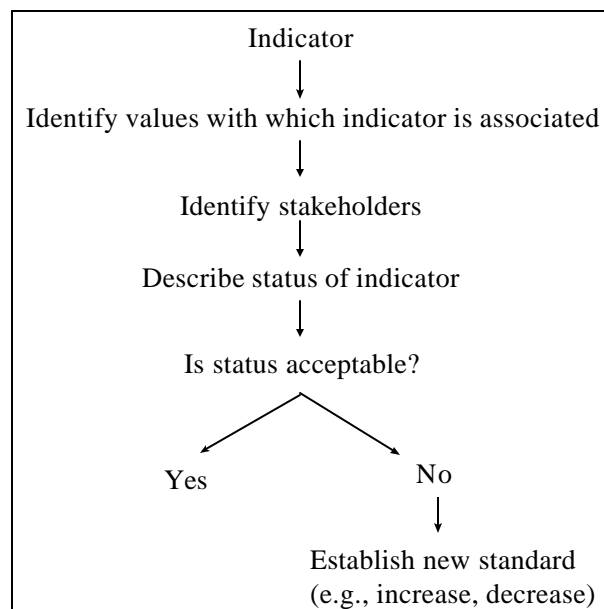 Indicator
Identify values with which indicator is associated
Identify stakeholders
Describe status of indicator
Is status acceptable?
Yes
No
Establish new standard
(e.g., increase, decrease)